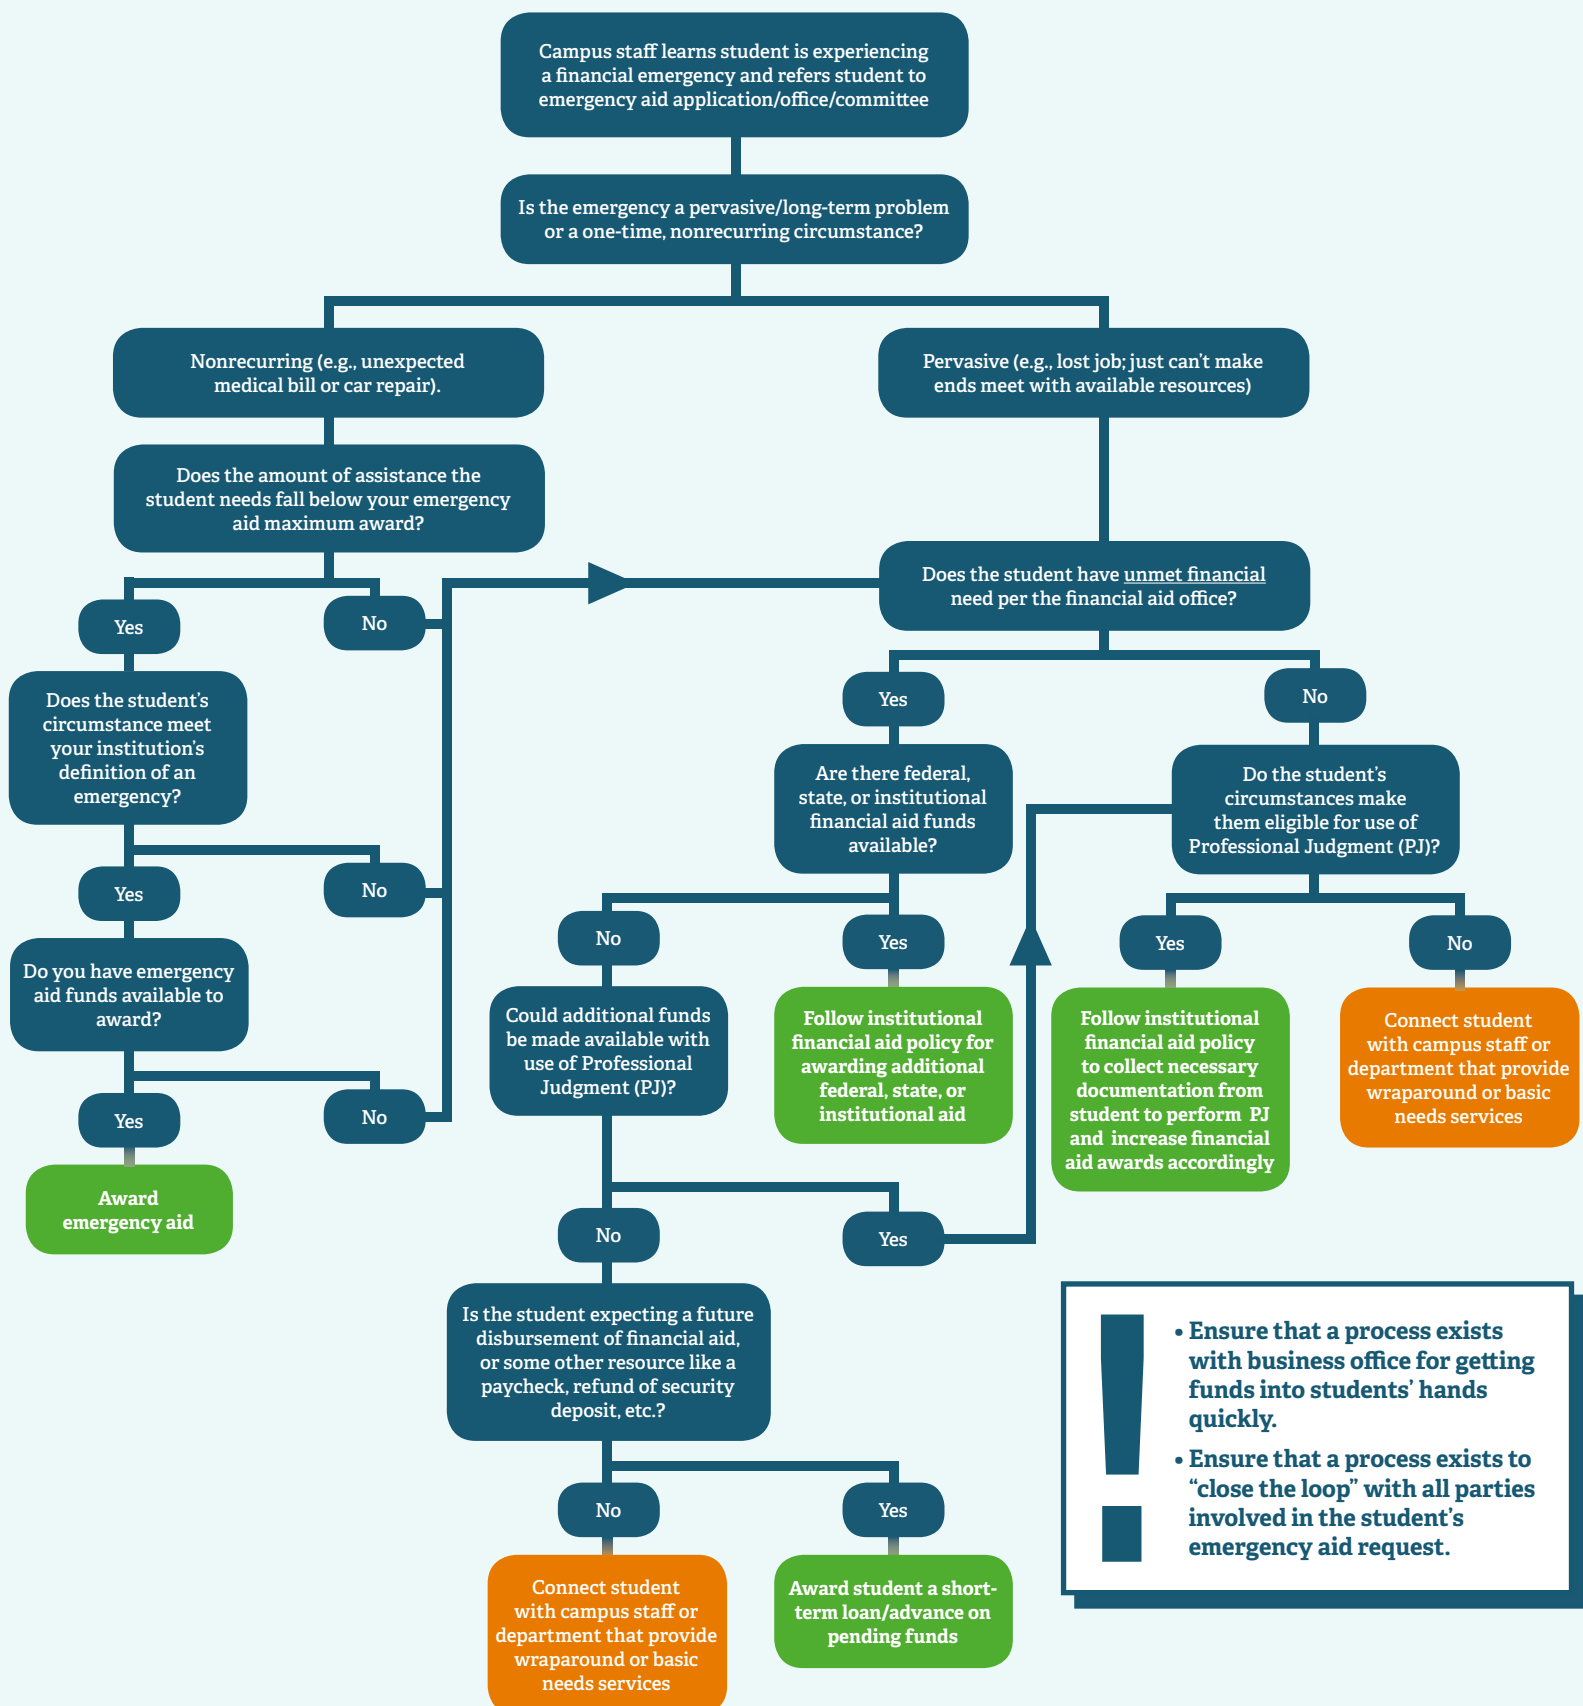 Campus staff learns student is experiencing
a financial emergency and refers student to
emergency aid application/office/committee
Is the emergency a pervasive/long-term problem
or a one-time, nonrecurring circumstance?
Nonrecurring (e.g., unexpected
medical bill or car repair).
Pervasive (e.g., lost job; just can't make
ends meet with available resources)
Does the amount of assistance the
student needs fall below your emergency
aid maximum award?
Yes
No
Does the student's
circumstance meet
your institution's
definition of an
emergency?
Yes
No
Do you have emergency
aid funds available to
award?
Yes
No
Award
emergency aid
Does the student have unmet financial
need per the financial aid office?
Yes
No
Are there federal,
state, or institutional
financial aid funds
available?
Do the student's
circumstances make
them eligible for use of
Professional Judgment (PJ)?
No
Yes
Yes
No
Could additional funds
be made available with
use of Professional
Judgment (PJ)?
Follow institutional
financial aid policy for
awarding additional
federal, state, or
institutional aid
Follow institutional
financial aid policy
to collect necessary
documentation from
student to perform PJ
and increase financial
aid awards accordingly
Connect student
with campus staff or
department that provide
wraparound or basic
needs services
No
Yes
Is the student expecting a future
disbursement of financial aid,
or some other resource like a
paycheck, refund of security
deposit, etc.?
No
Yes
Connect student
with campus staff or
department that provide
wraparound or basic
needs services
Award student a short-
term loan/advance on
pending funds
!
• Ensure that a process exists
with business office for getting
funds into students' hands
quickly.
• Ensure that a process exists to
“close the loop” with all parties
involved in the student's
emergency aid request.